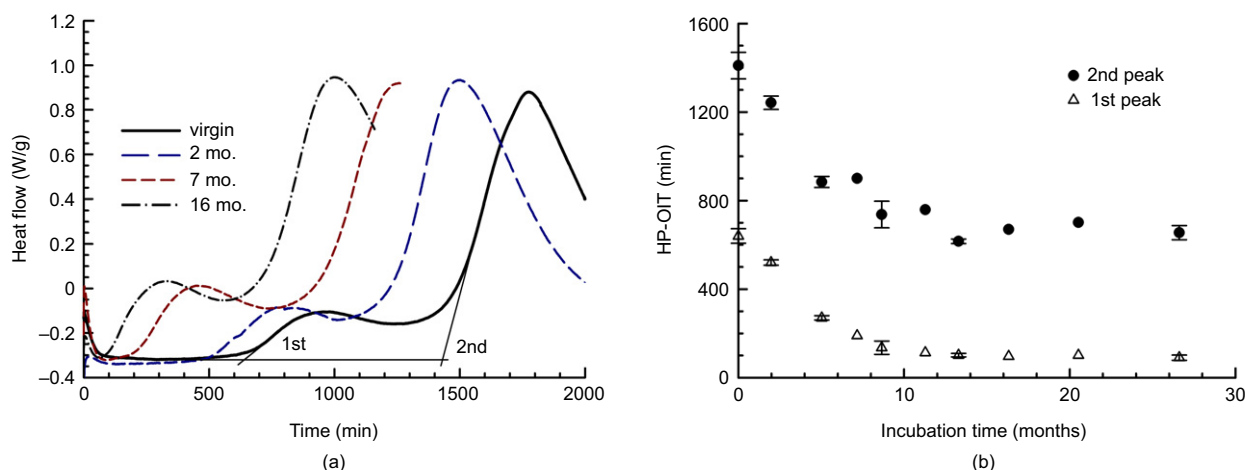 1.2
1.0
0.8
0.6
0.4
0.2
0
–0.2
–0.4
Heat flow (W/g)
virgin
2 mo.
7 mo.
16 mo.
1st
2nd
0
500
1000
1500
2000
Time (min)
(a)
1600
1200
800
400
0
HP-OIT (min)
2nd peak
1st peak
0
10
20
30
Incubation time (months)
(b)